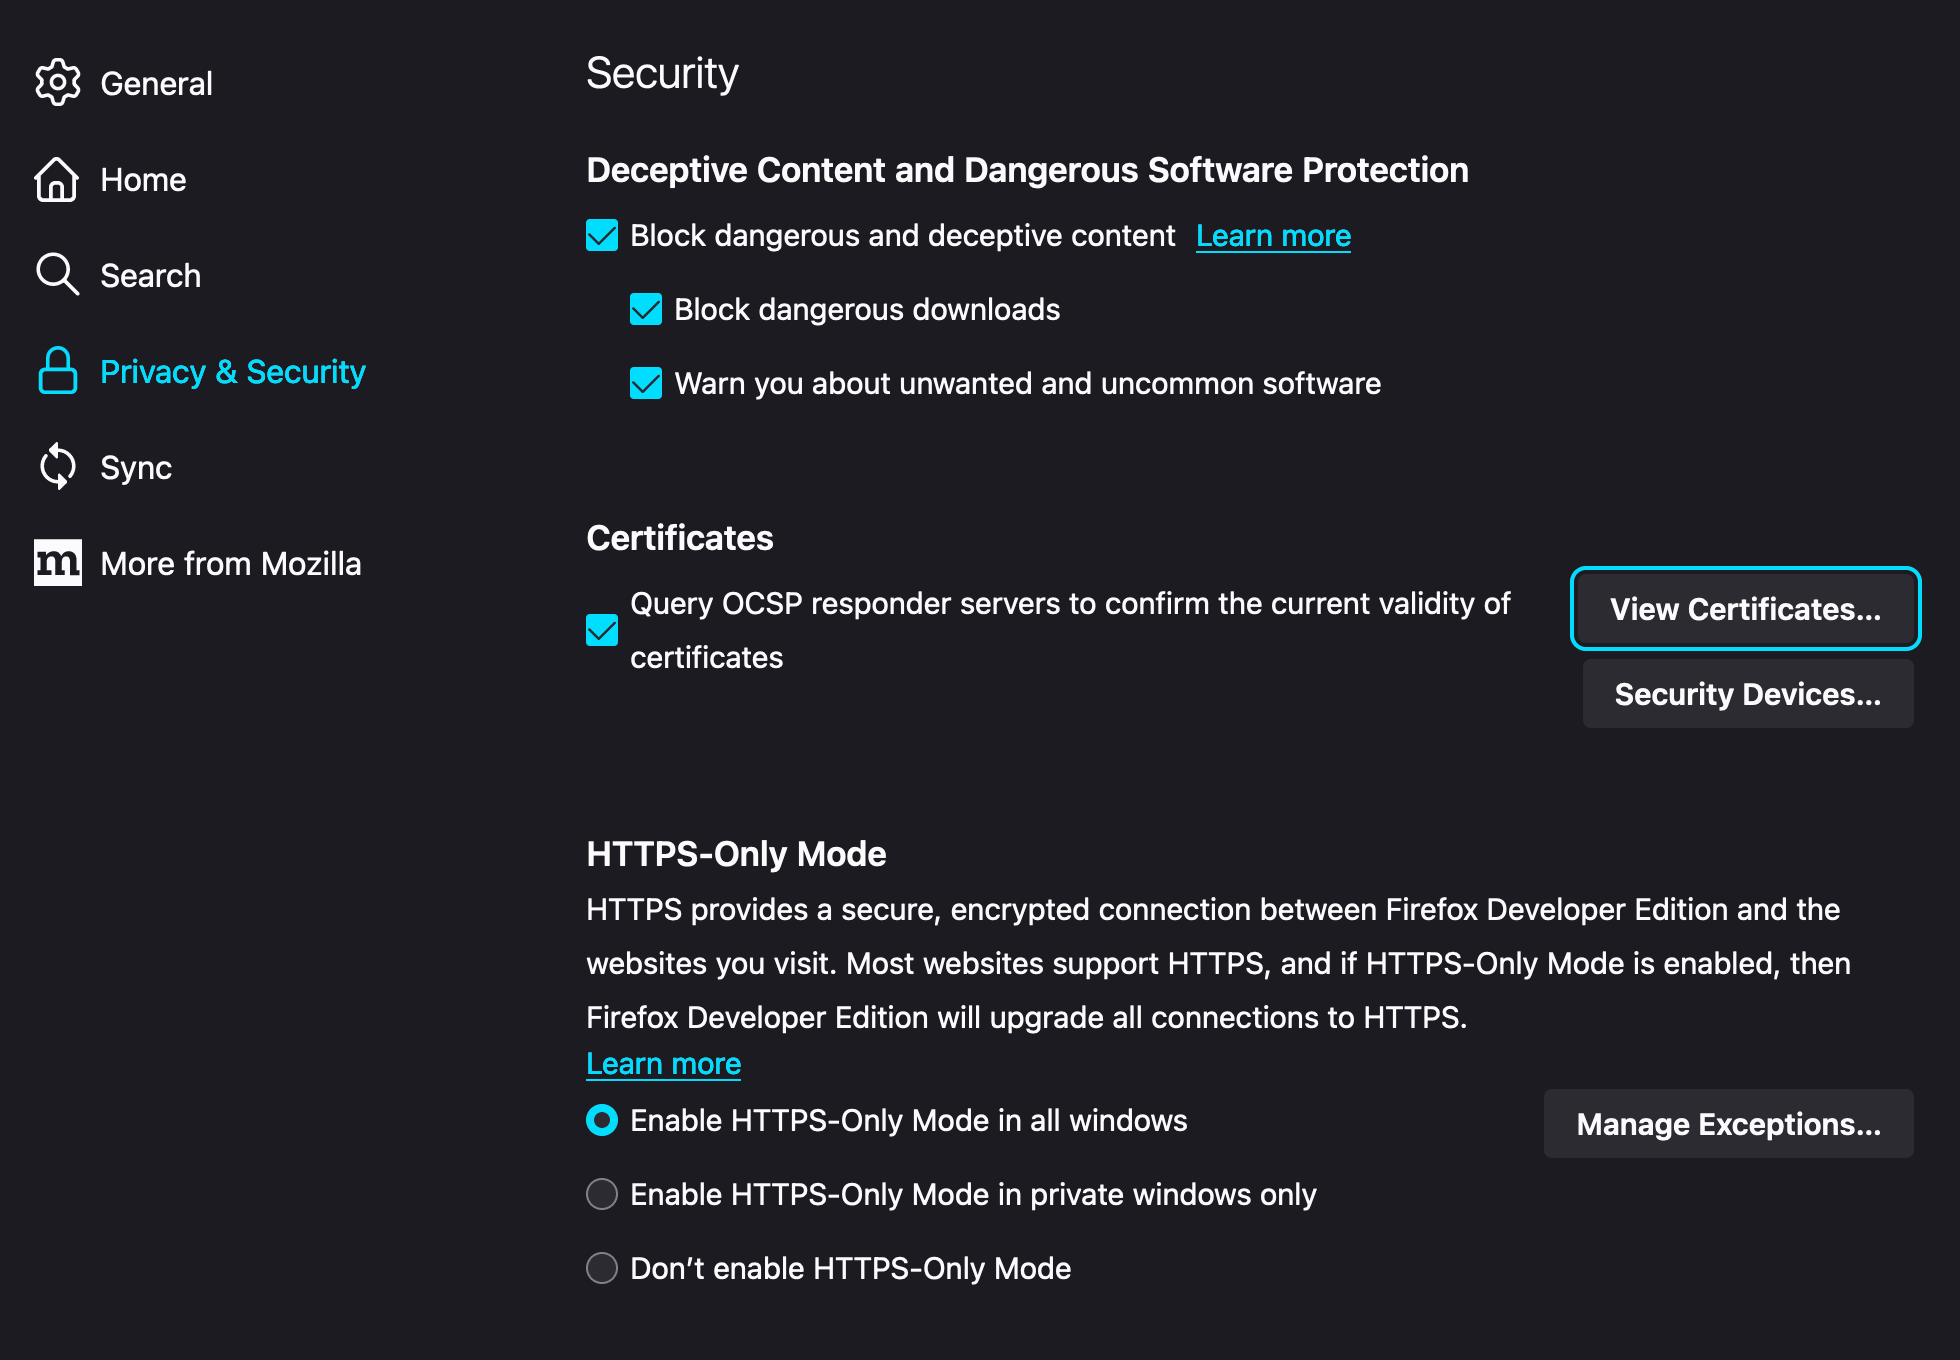 General
Home
Search
Privacy & Security
Sync
m
More from Mozilla
Security
Deceptive Content and Dangerous Software Protection
Block dangerous and deceptive content Learn more
Block dangerous downloads
Warn you about unwanted and uncommon software
Certificates
Query OCSP responder servers to confirm the current validity of
certificates
View Certificates...
Security Devices...
HTTPS-Only Mode
HTTPS provides a secure, encrypted connection between Firefox Developer Edition and the
websites you visit. Most websites support HTTPS, and if HTTPS-Only Mode is enabled, then
Firefox Developer Edition will upgrade all connections to HTTPS.
Learn more
Enable HTTPS-Only Mode in all windows
Manage Exceptions...
Enable HTTPS-Only Mode in private windows only
Don’t enable HTTPS-Only Mode